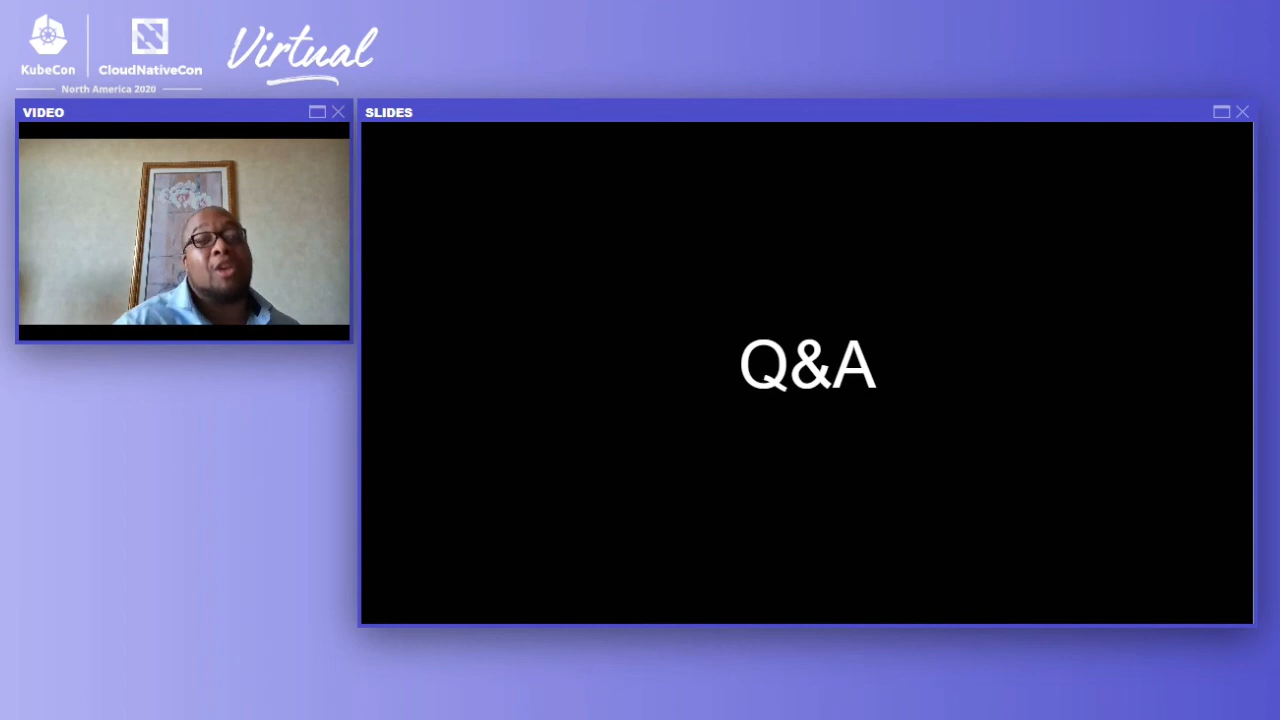 KubeCon
CloudNativeCon
North America 2020
Virtual
VIDEO
SLIDES
Q&A